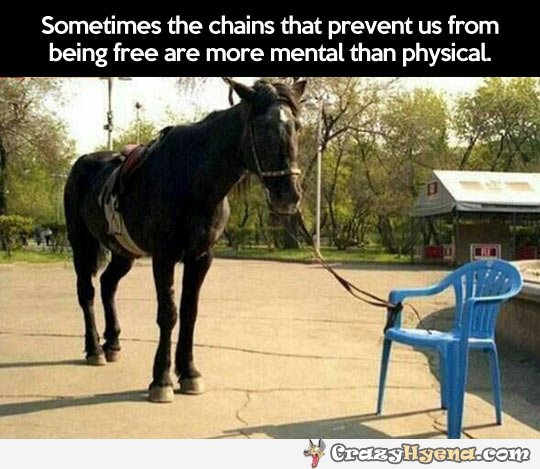 Sometimes the chains that prevent us from
being free are more mental than physical.
CrazyHyena.com